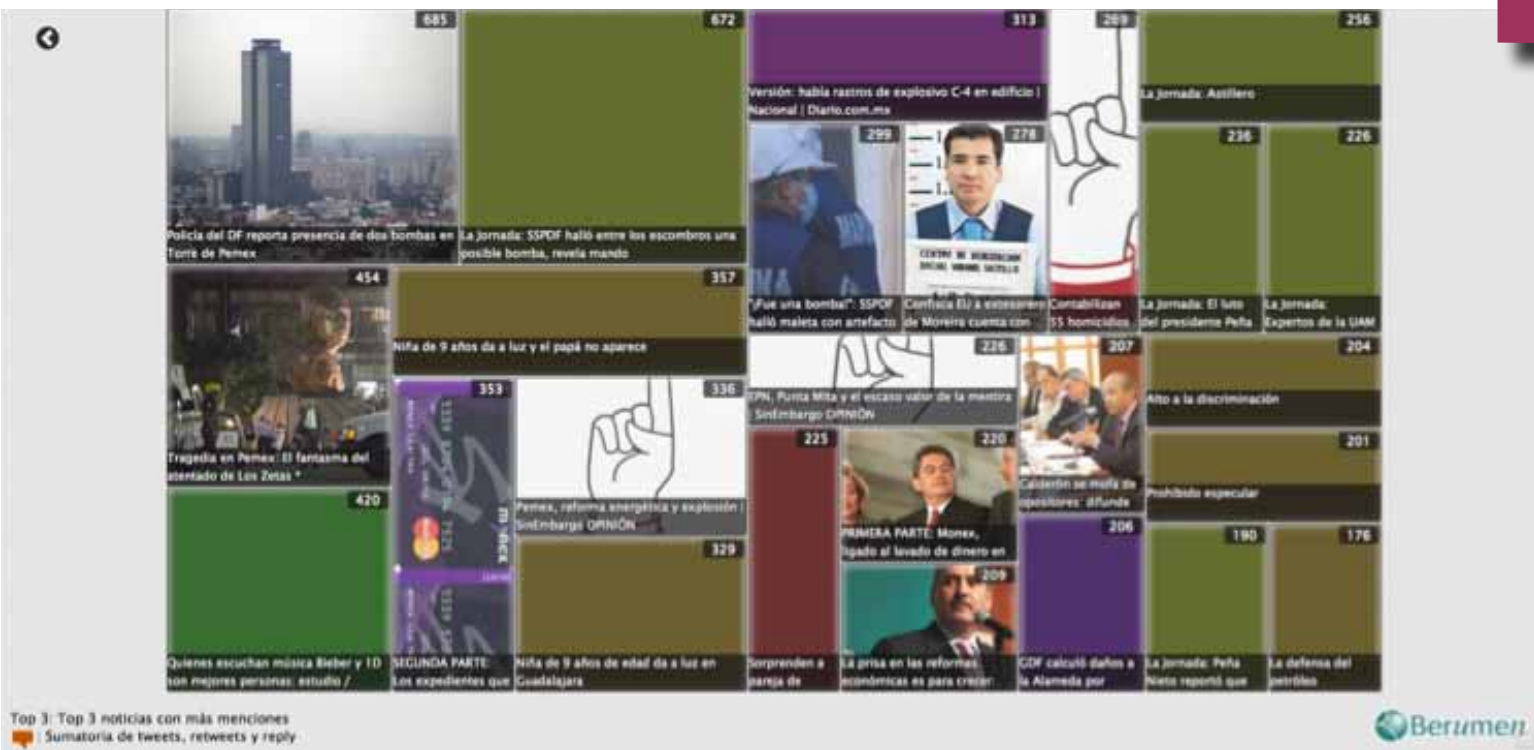 685
Policía del DF reporta presencia de dos bombas en
Torre de Pemex
672
La Jornada: SSPDF halló entre los escombros una
posible bomba, revela mando
313
Versión: había rastros de explosivo C-4 en edificio |
Nacional | Diario.com.mx
269
Contabilizan
55 homicidios
256
La Jornada: Astillero
299
"¡Fue una bomba!": SSPDF
halló maleta con artefacto
278
Confisca EU a extesorero
de Moreira cuenta con
236
La Jornada: El luto
del presidente Peña
226
La Jornada:
Expertos de la UAM
454
Tragedia en Pemex: El fantasma del
atentado de Los Zetas *
357
Niña de 9 años da a luz y el papá no aparece
353
SEGUNDA PARTE:
Los expedientes que
336
Pemex, reforma energética y explosión |
SinEmbargo OPINIÓN
226
EPN, Punta Mita y el escaso valor de la mentira
| SinEmbargo OPINIÓN
207
Calderón se mofa de
opositores: difunde
204
Alto a la discriminación
201
Prohibido especular
225
Sorprenden a
pareja de
220
PRIMERA PARTE: Monex,
ligado al lavado de dinero en
420
Quienes escuchan música Bieber y 1D
son mejores personas: estudio /
329
Niña de 9 años de edad da a luz en
Guadalajara
209
La prisa en las reformas
económicas es para crecer:
206
GDF calculó daños a
la Alameda por
190
La Jornada: Peña
Nieto reportó que
176
La defensa del
petróleo
Top 3: Top 3 noticias con más menciones
: Sumatoria de tweets, retweets y reply
Berumen